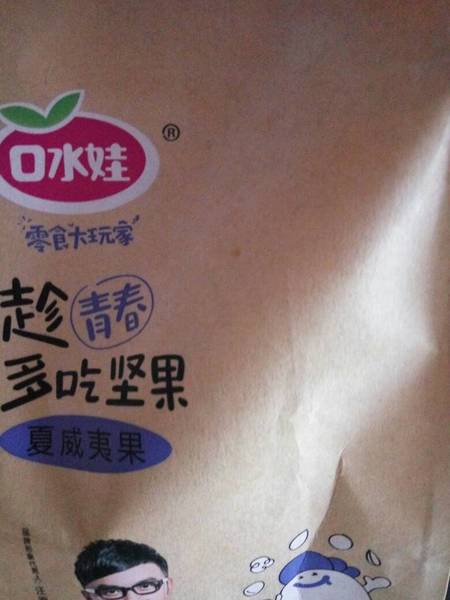 口水娃
®
零食大玩家
趁青春
多吃坚果
夏威夷果